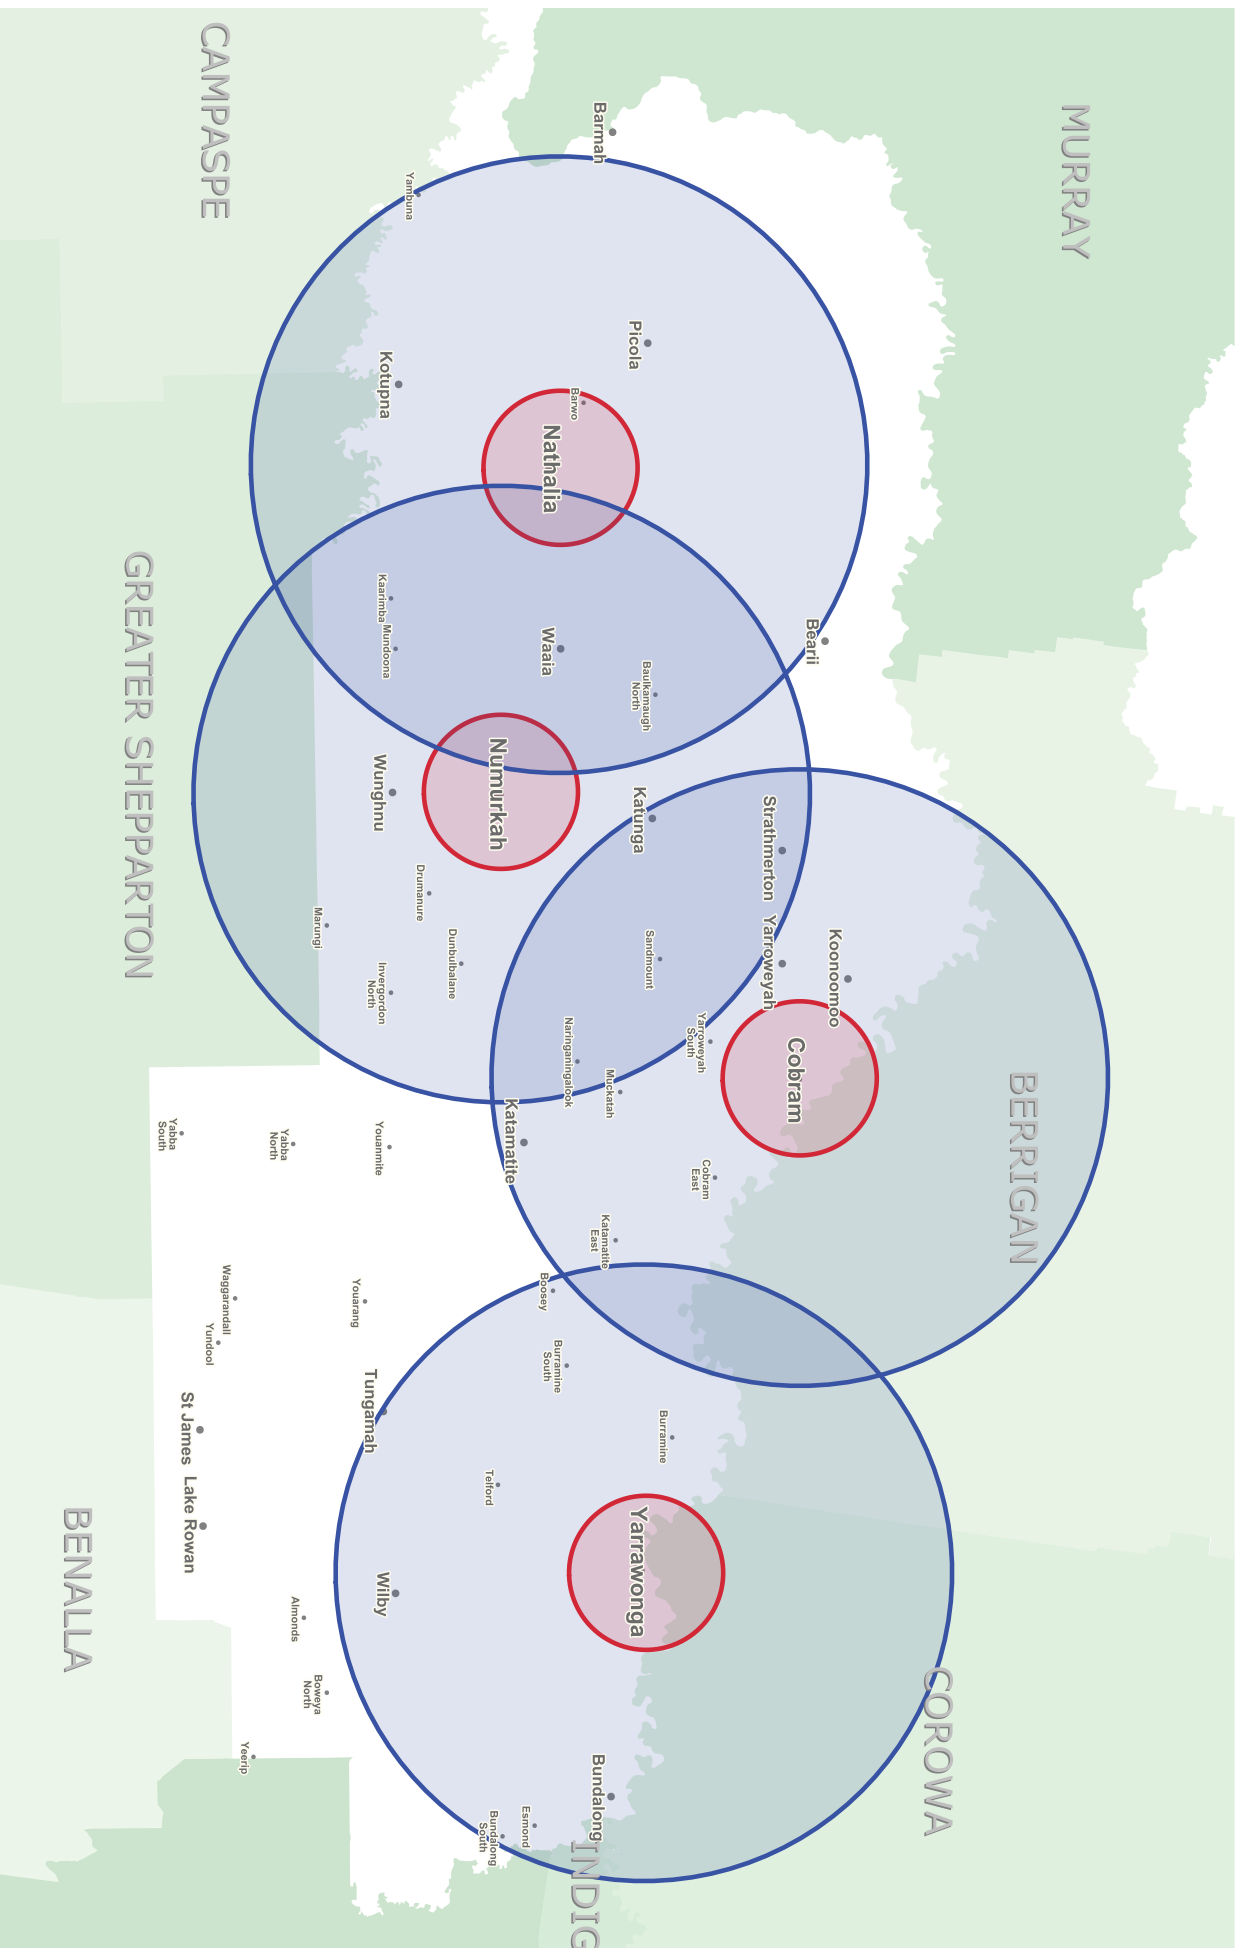 MURRAY
CAMPASPE
Barmah
Yambuna
Picola
Kotupna
Barwo
Nathalia
Bearii
Kaarimba
Mundoona
Waaia
Baulkamaugh
North
GREATER SHEPPARTON
Numurkah
Wunghnu
Katunga
Strathmerton
Yarroweyah
Koonoomoo
Drumanure
Dunbulbalane
Marungi
Invergordon
North
Sandmount
Yarroweyah
South
Naringaningalook
Muckatah
Cobram
BERRIGAN
Katamatite
Cobram
East
Katamatite
East
Yabba
South
Yabba
North
Youanmite
Waggarandall
Yundool
Youarang
Boosey
Burramine
South
Tungamah
Burramine
St James
Lake Rowan
Telford
Yarrawonga
Wilby
Almonds
Boweya
North
Yeerip
BENALLA
COROWA
Bundalong
Esmond
Bundalong
South
INDIG